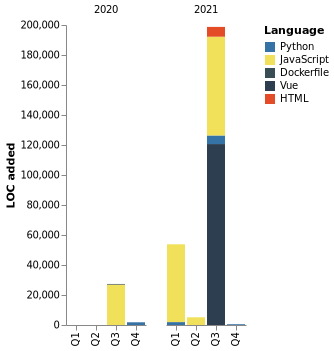 2020 2021
LOC added
200,000
180,000
160,000
140,000
120,000
100,000
80,000
60,000
40,000
20,000
0
Q1 Q2 Q3 Q4 Q1 Q2 Q3 Q4
Language
Python
JavaScript
Dockerfile
Vue
HTML